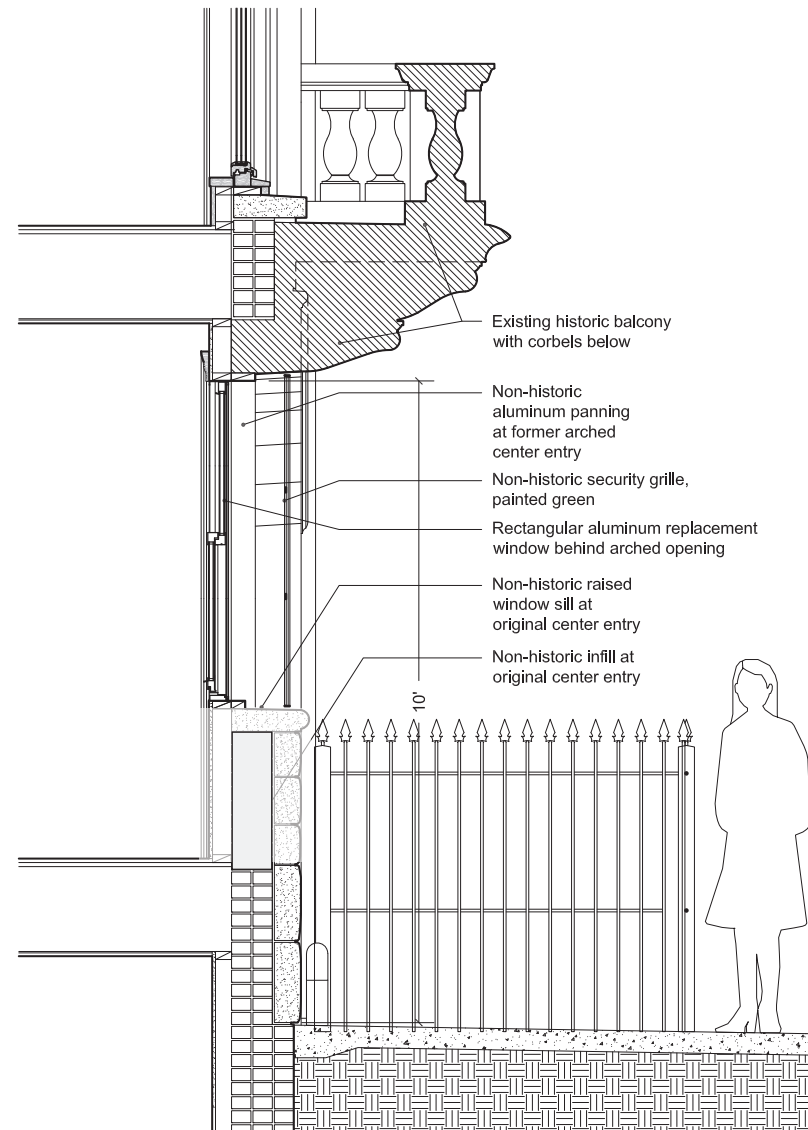 Existing historic balcony
with corbels below
Non-historic
aluminum panning
at former arched
center entry
Non-historic security grille,
painted green
Rectangular aluminum replacement
window behind arched opening
Non-historic raised
window sill at
original center entry
Non-historic infill at
original center entry
10'